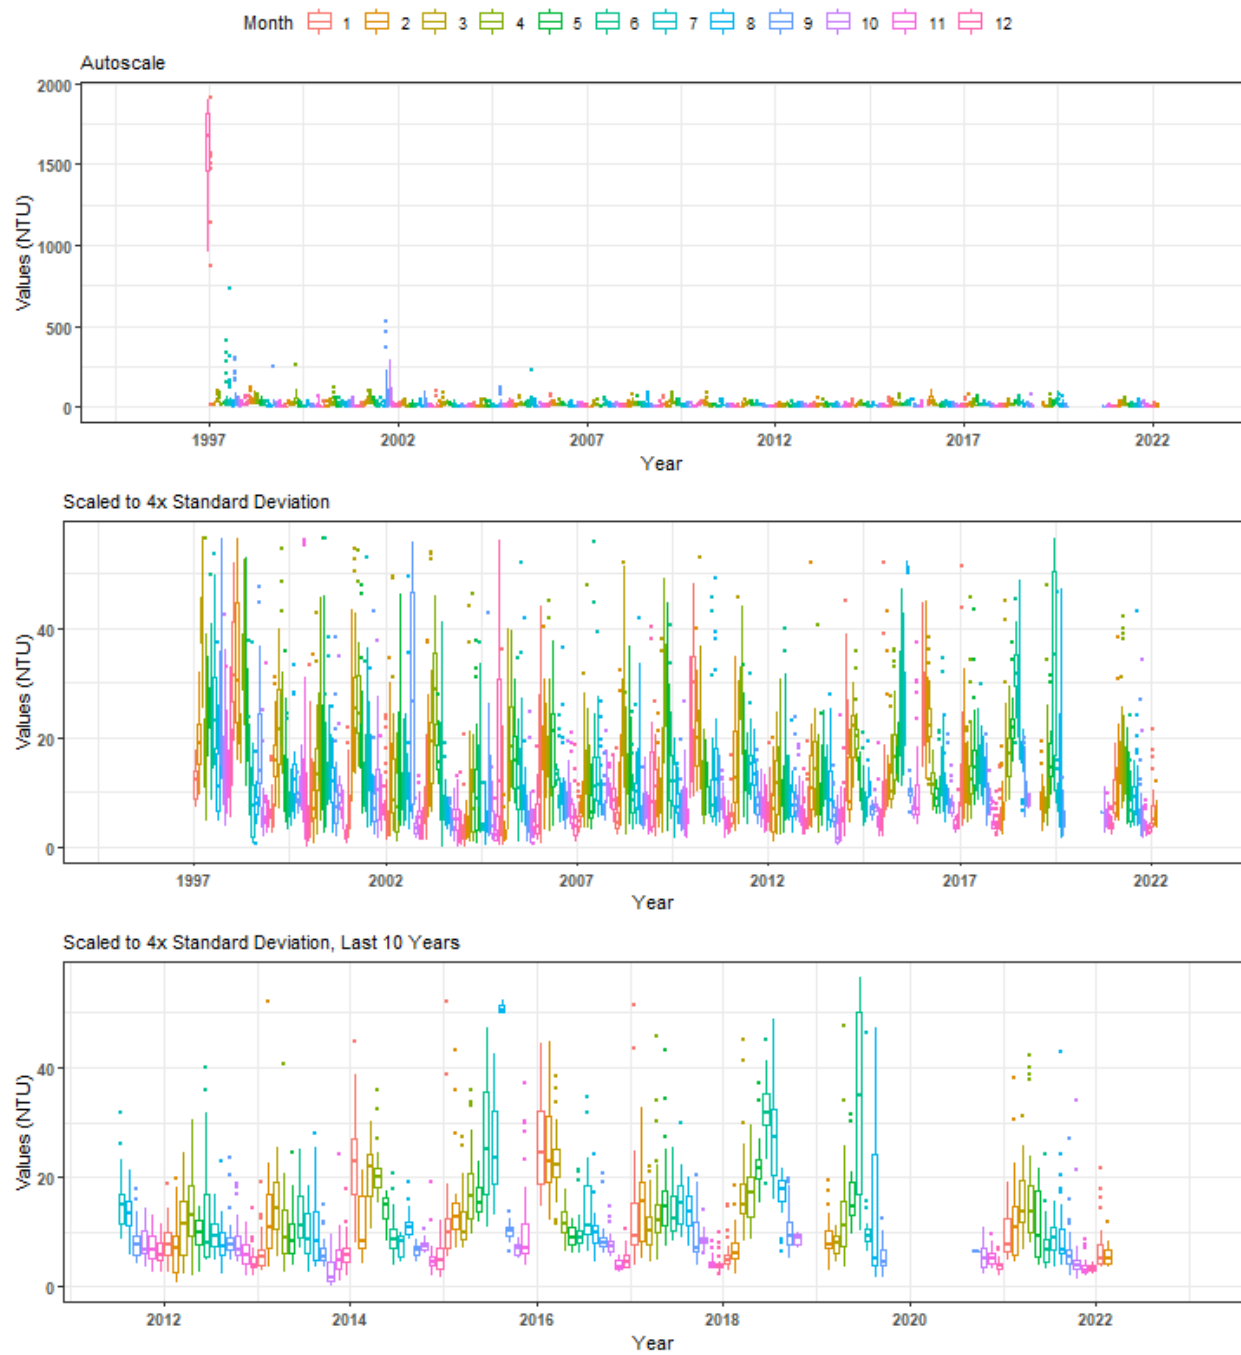 Month 1 2 3 4 5 6 7 8 9 10 11 12
Autoscale
2000
1500
1000
500
0
Values (NTU)
1997 2002 2007 2012 2017 2022
Year
Scaled to 4x Standard Deviation
40
20
0
Values (NTU)
1997 2002 2007 2012 2017 2022
Year
Scaled to 4x Standard Deviation, Last 10 Years
40
20
0
Values (NTU)
2012 2014 2016 2018 2020 2022
Year